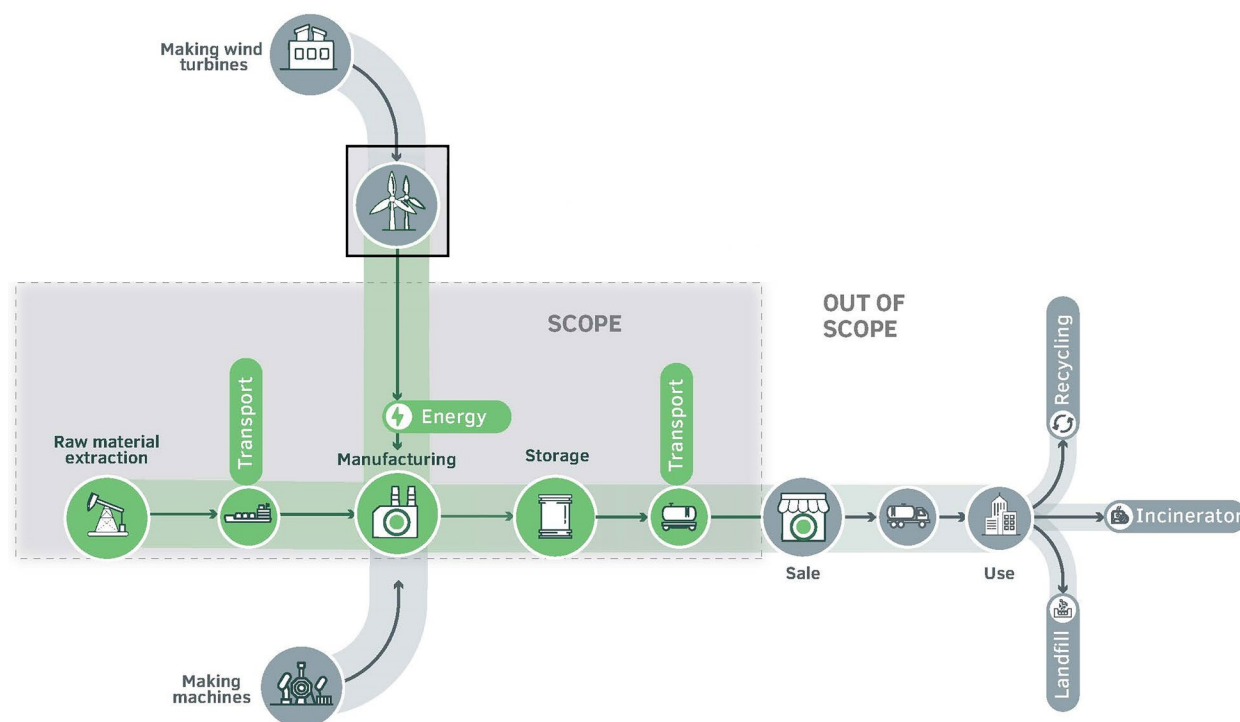 Making wind
turbines
SCOPE
OUT OF
SCOPE
Recycling
Transport
Energy
Transport
Raw material
extraction
Manufacturing
Storage
Incinerator
Sale
Use
Landfill
Making
machines